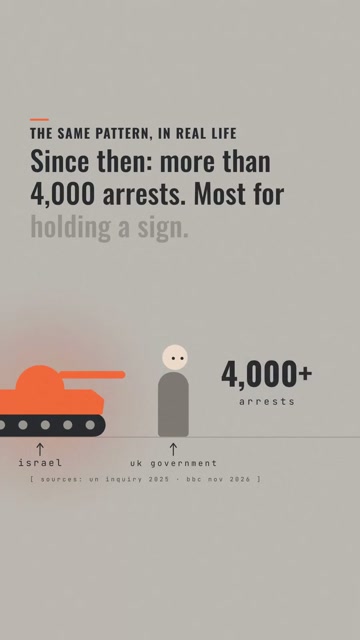 THE SAME PATTERN, IN REAL LIFE
Since then: more than
4,000 arrests. Most for
holding a sign.
4,000+
arrests
israel
uk government
[ sources: un inquiry 2025 · bbc nov 2026 ]